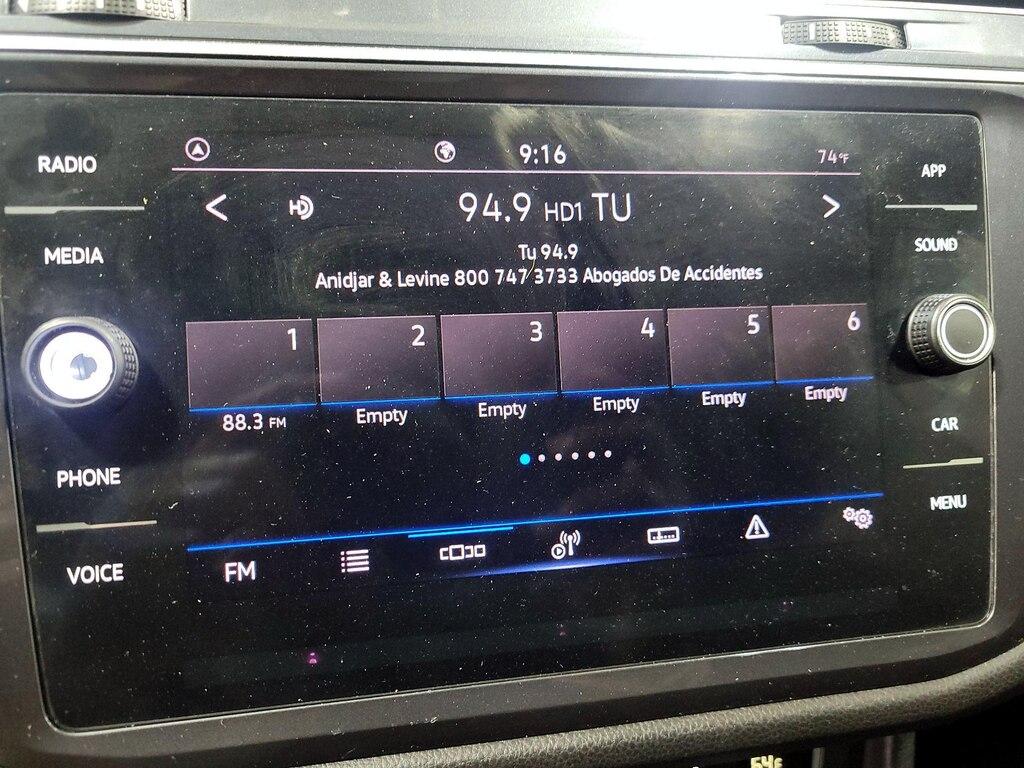 RADIO
MEDIA
PHONE
VOICE
9:16
74°F
HD
94.9 HD1 TU
Tu 94.9
Anidjar & Levine 800 747 3733 Abogados De Accidentes
1
2
3
4
5
6
88.3 FM
Empty
Empty
Empty
Empty
Empty
FM
APP
SOUND
CAR
MENU